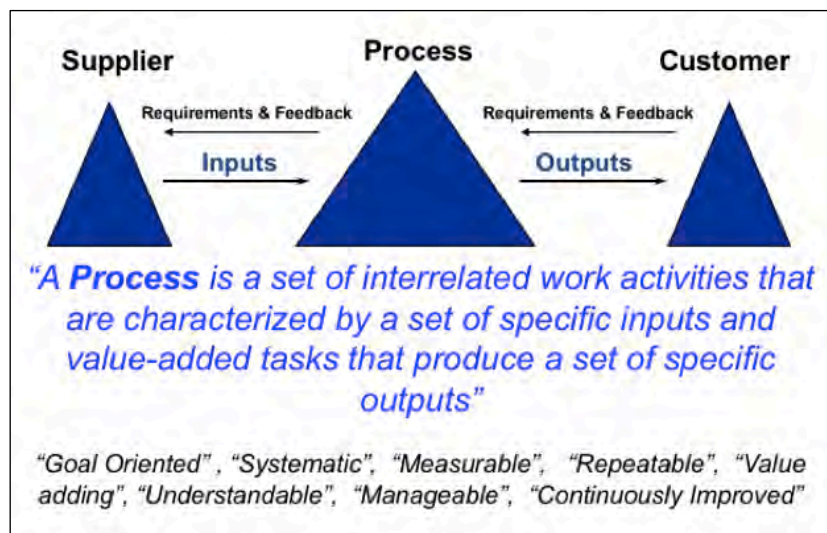 Supplier Process Customer
Requirements & Feedback Requirements & Feedback
Inputs Outputs
“A Process is a set of interrelated work activities that
are characterized by a set of specific inputs and
value-added tasks that produce a set of specific
outputs”
“Goal Oriented” , “Systematic”, “Measurable”, “Repeatable”, “Value
adding”, “Understandable”, “Manageable”, “Continuously Improved”